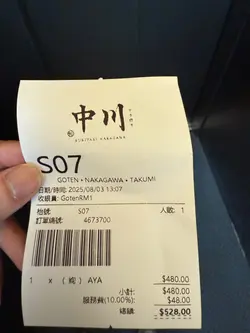 中川
SUKIYAKI NAKAGAWA
S07
GOTEN • NAKAGAWA • TAKUMI
日期/時間: 2025/08/03 13:07
收銀員: GotenRM1
枱號: S07 人數: 1
訂單號碼: 4673700
1 x (燒) AYA $480.00
小計: $480.00
服務費(10.00%): $48.00
總額: $528.00